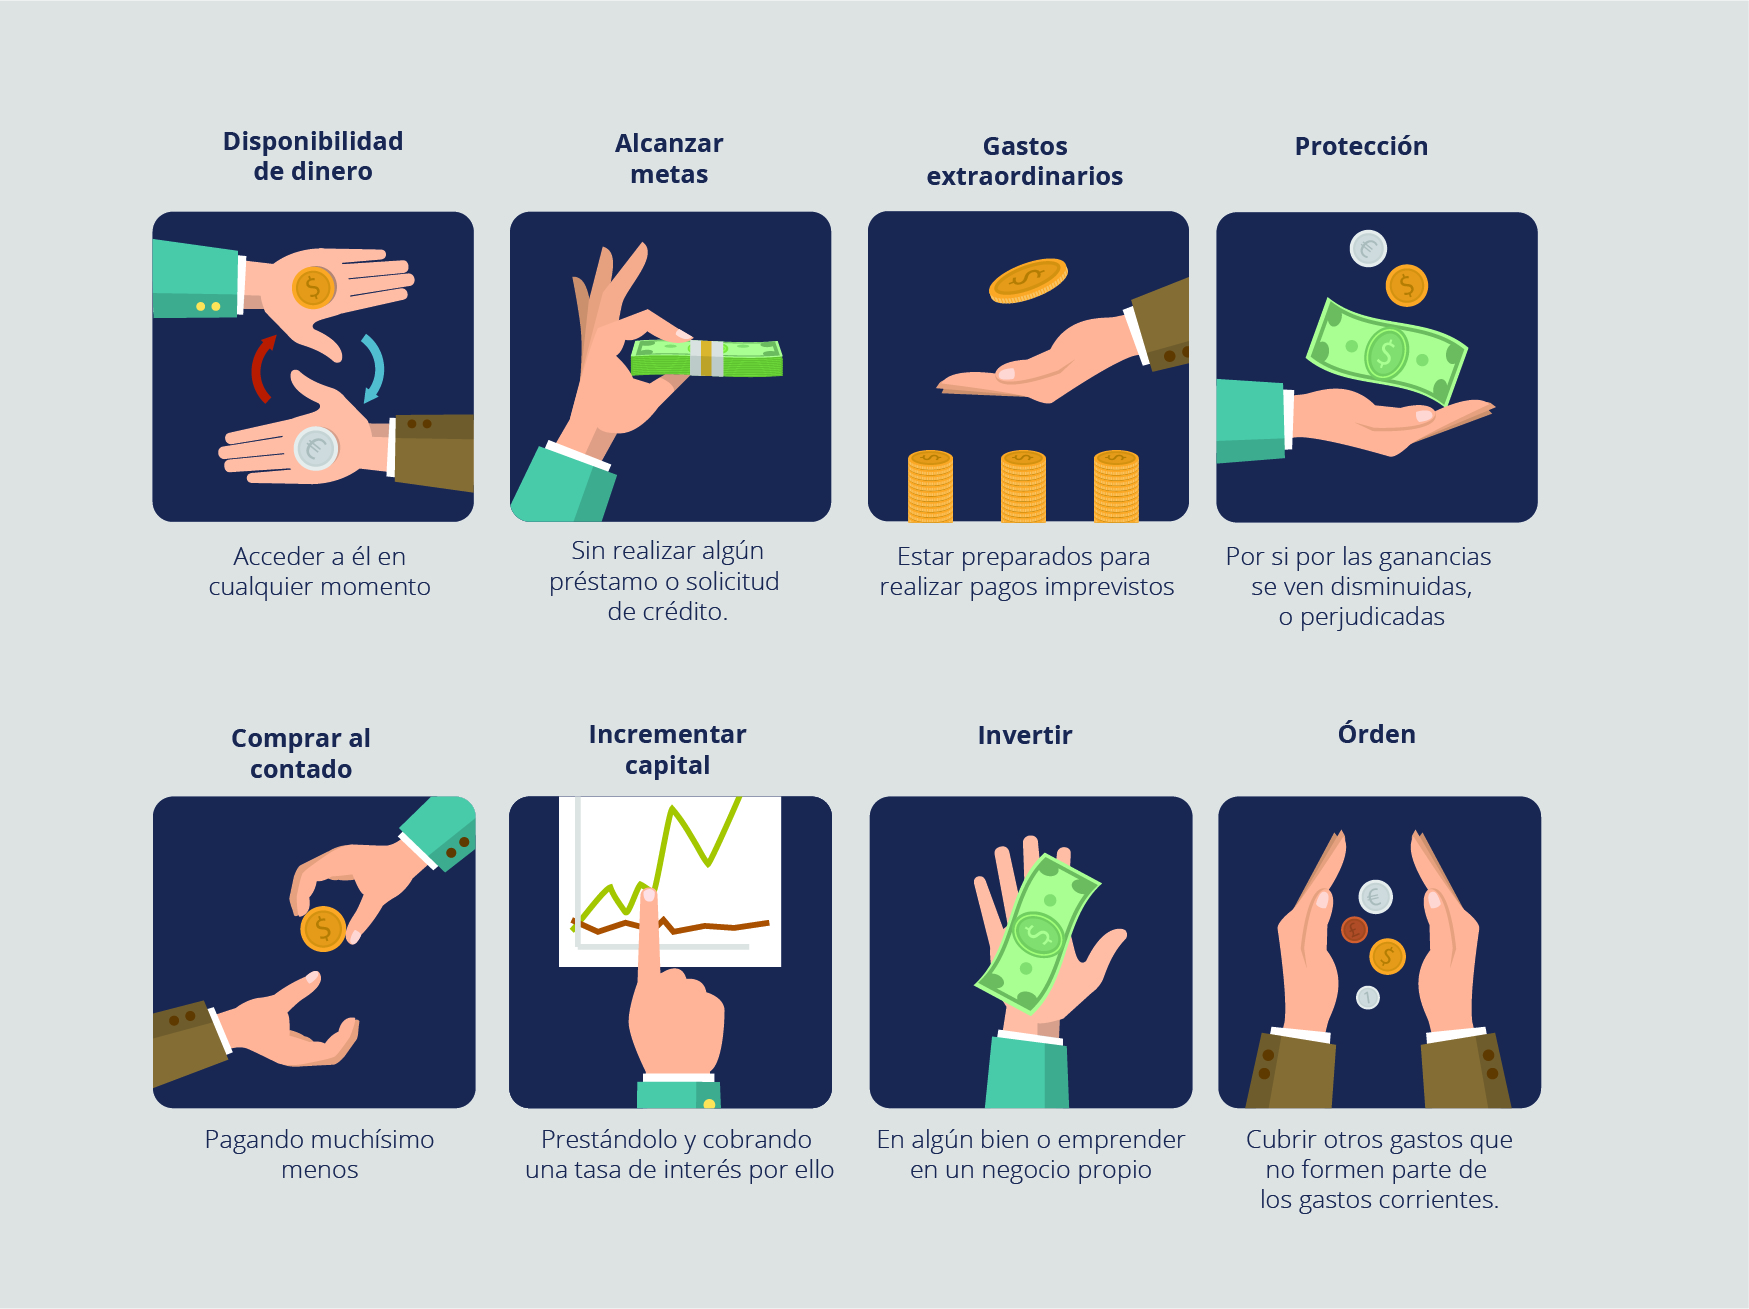 Disponibilidad
de dinero
Acceder a él en
cualquier momento
Alcanzar
metas
Sin realizar algún
préstamo o solicitud
de crédito.
Gastos
extraordinarios
Estar preparados para
realizar pagos imprevistos
Protección
Por si por las ganancias
se ven disminuidas,
o perjudicadas
Comprar al
contado
Pagando muchísimo
menos
Incrementar
capital
Prestándolo y cobrando
una tasa de interés por ello
Invertir
En algún bien o emprender
en un negocio propio
Órden
Cubrir otros gastos que
no formen parte de
los gastos corrientes.